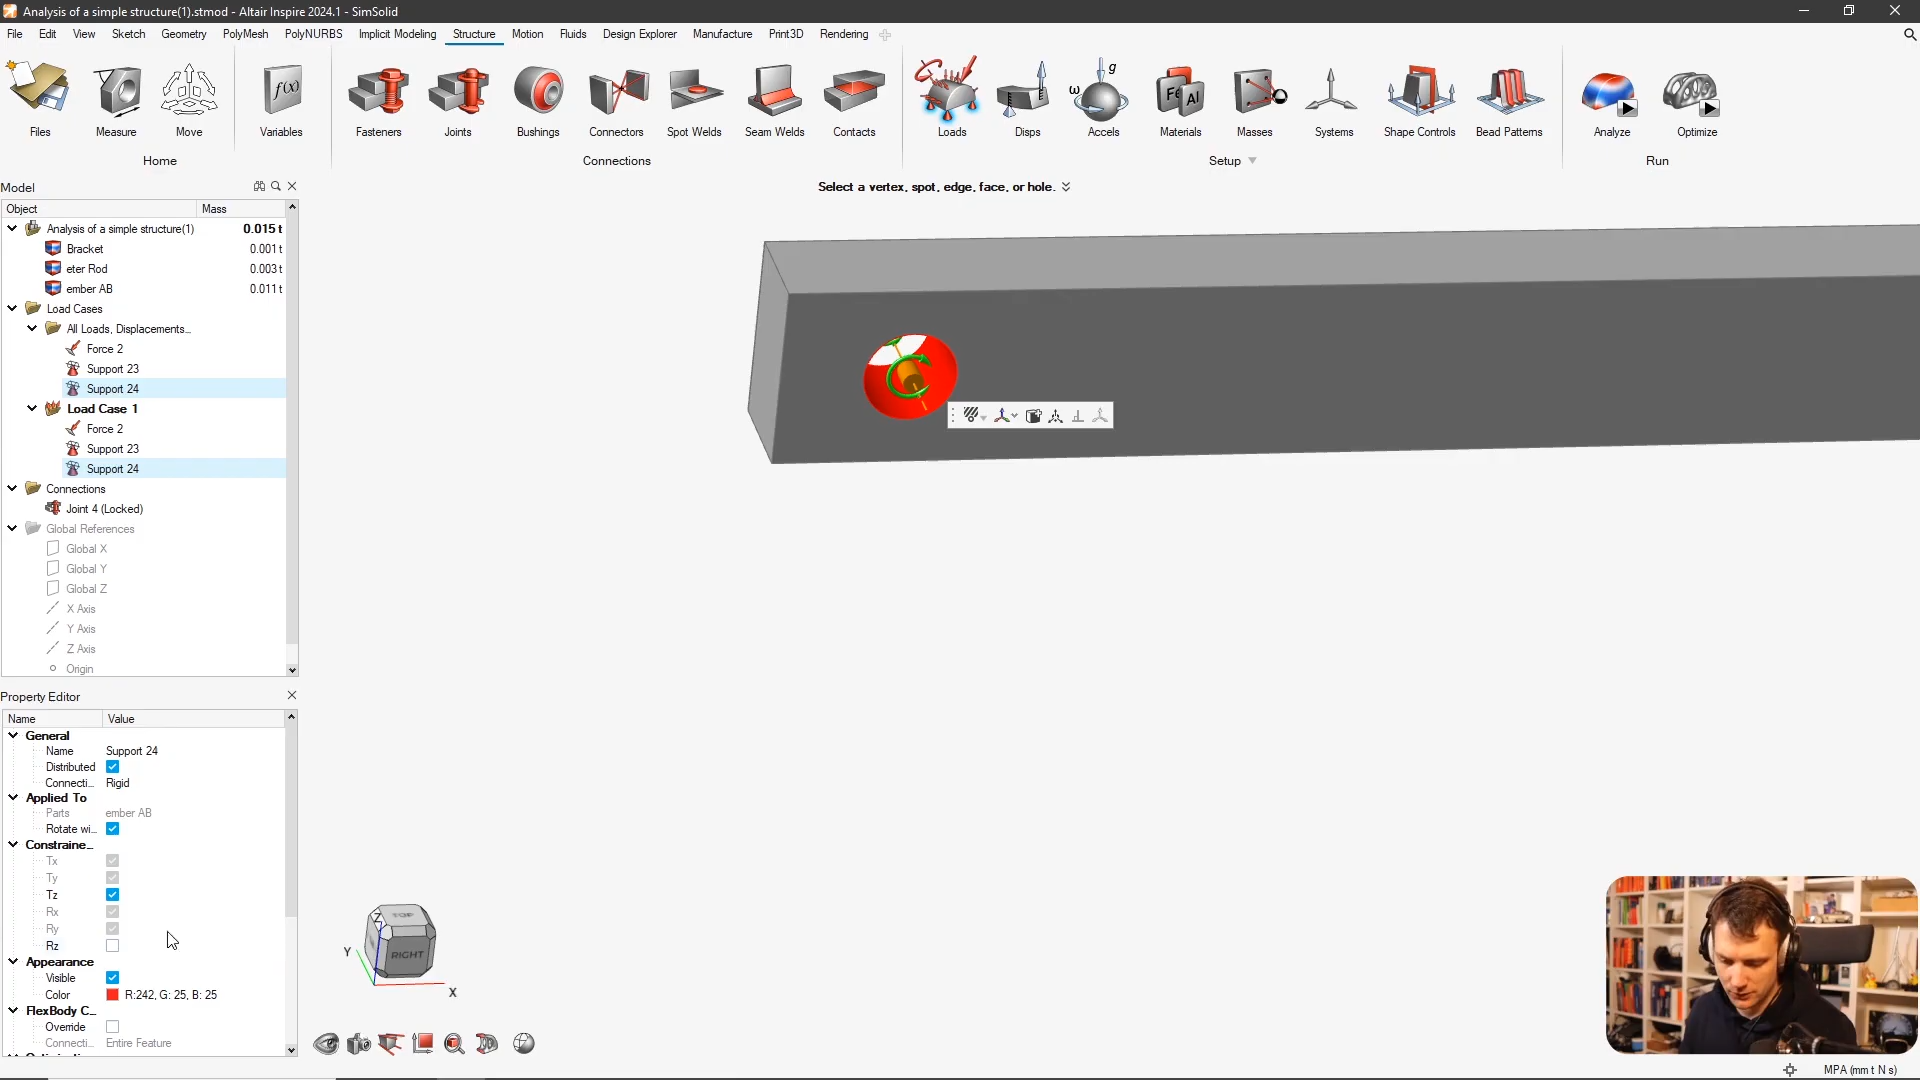 Analysis of a simple structure(1).stmod - Altair Inspire 2024.1 - SimSolid
File Edit View Sketch Geometry PolyMesh PolyNURBS Implicit Modeling Structure Motion Fluids Design Explorer Manufacture Print3D Rendering
f(x)
g
ω
Fe Al
Files Measure Move Variables Fasteners Joints Bushings Connectors Spot Welds Seam Welds Contacts Loads Disps Accels Materials Masses Systems Shape Controls Bead Patterns Analyze Optimize
Home Connections Setup Run
Model
Select a vertex, spot, edge, face, or hole.
Object Mass
Analysis of a simple structure(1) 0.015 t
Bracket 0.001 t
eter Rod 0.003 t
ember AB 0.011 t
Load Cases
All Loads, Displacements...
Force 2
Support 23
Support 24
Load Case 1
Force 2
Support 23
Support 24
Connections
Joint 4 (Locked)
Global References
Global X
Global Y
Global Z
X Axis
Y Axis
Z Axis
Origin
Property Editor
Name Value
General
Name Support 24
Distributed
Connecti... Rigid
Applied To
Parts ember AB
Rotate wi...
Constraine...
Tx
Ty
Tz
Rx
Ry
Rz
Appearance
Visible
Color R:242, G: 25, B: 25
FlexBody C...
Override
Connecti... Entire Feature
Z
TOP
Y
RIGHT
X
MPA (mm t N s)